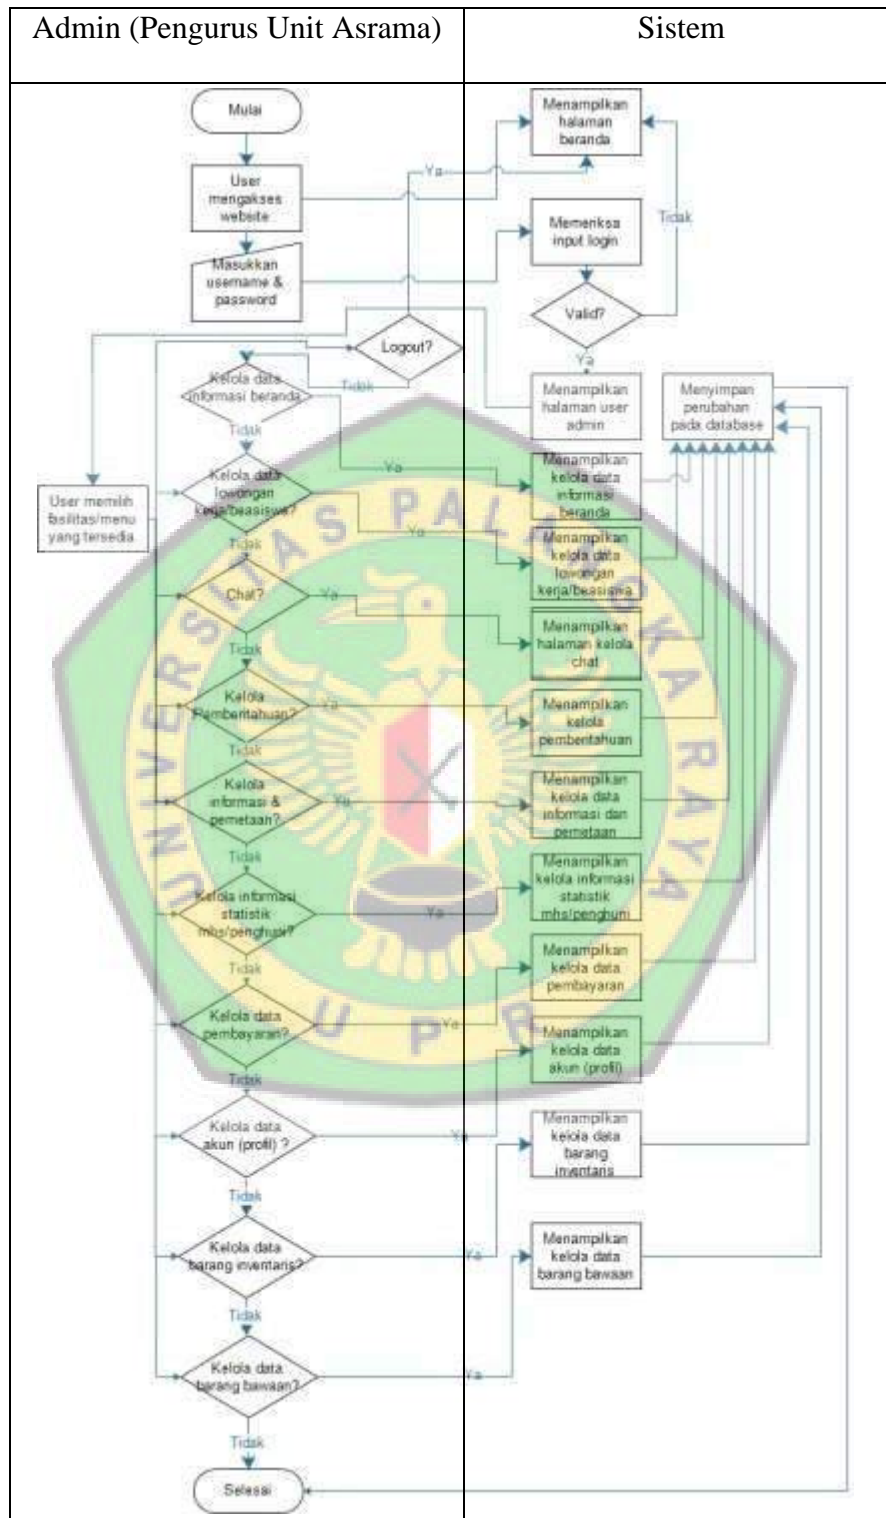 Admin (Pengurus Unit Asrama)
Sistem
Mulai
Menampilkan
halaman
beranda
User
mengakses
website
Ya
Memeriksa
input login
Tidak
Masukkan
username &
password
Valid?
Logout?
Ya
Tidak
Kelola data
informasi beranda
Menampilkan
halaman user
admin
Menyimpan
perubahan
pada database
Tidak
Ya
Menampilkan
kelola data
informasi
beranda
User memilih
fasilitas/menu
yang tersedia
Kelola data
lowongan
kerja/beasiswa?
Ya
Menampilkan
kelola data
lowongan
kerja/beasiswa
Tidak
Chat?
Ya
Menampilkan
halaman kelola
chat
Tidak
Kelola
Pemberitahuan?
Ya
Menampilkan
kelola
pemberitahuan
Tidak
Kelola
informasi &
pemetaan?
Ya
Menampilkan
kelola data
informasi dan
pemetaan
Tidak
Kelola informasi
statistik
mhs/penghuni?
Ya
Menampilkan
kelola informasi
statistik
mhs/penghuni
Tidak
Kelola data
pembayaran?
Ya
Menampilkan
kelola data
pembayaran
Tidak
Kelola data
akun (profil) ?
Ya
Menampilkan
kelola data
akun (profil)
Tidak
Kelola data
barang inventaris?
Ya
Menampilkan
kelola data
barang
inventaris
Tidak
Kelola data
barang bawaan?
Ya
Menampilkan
kelola data
barang bawaan
Tidak
Selesai
UNIVERSITAS PALANGKA RAYA
UPR